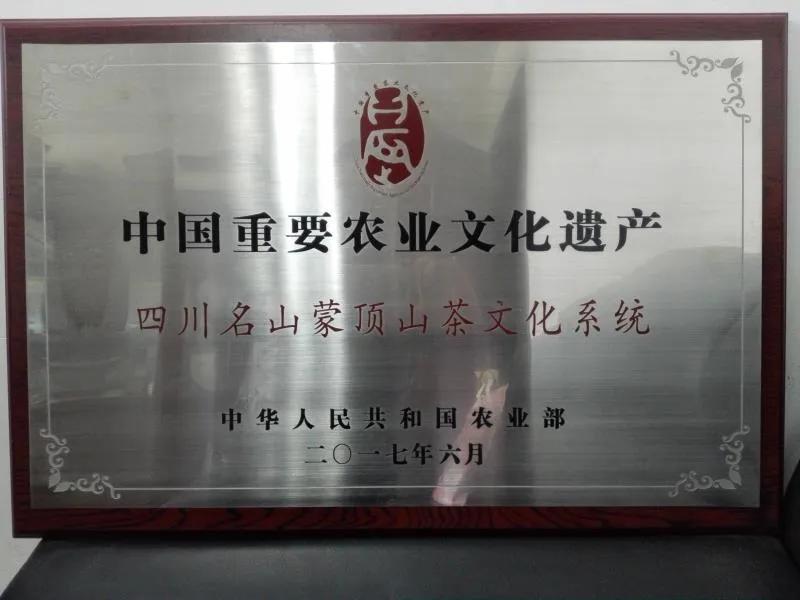 中国重要农业文化遗产
四川名山蒙顶山茶文化系统
中华人民共和国农业部
二〇一七年六月